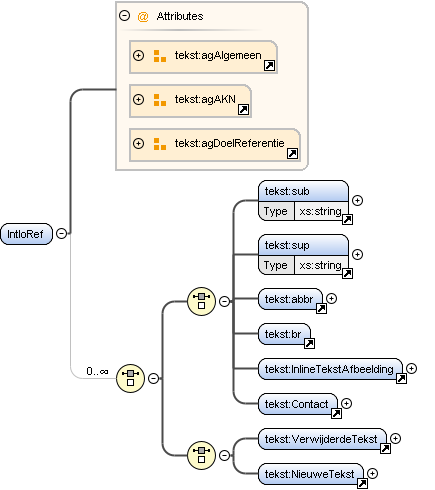 @ Attributes
tekst:agAlgemeen
tekst:agAKN
tekst:agDoelReferentie
IntIoRef
0..∞
tekst:sub
Type xs:string
tekst:sup
Type xs:string
tekst:abbr
tekst:br
tekst:InlineTekstAfbeelding
tekst:Contact
tekst:VerwijderdeTekst
tekst:NieuweTekst